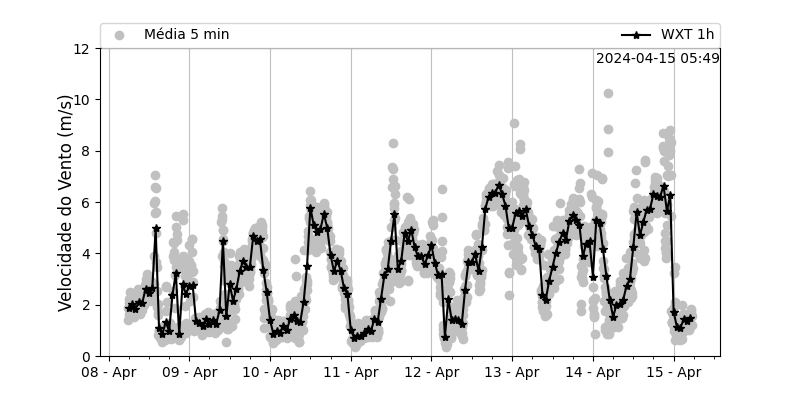 Média 5 min
WXT 1h
2024-04-15 05:49
Velocidade do Vento (m/s)
12
10
8
6
4
2
0
08 - Apr 09 - Apr 10 - Apr 11 - Apr 12 - Apr 13 - Apr 14 - Apr 15 - Apr